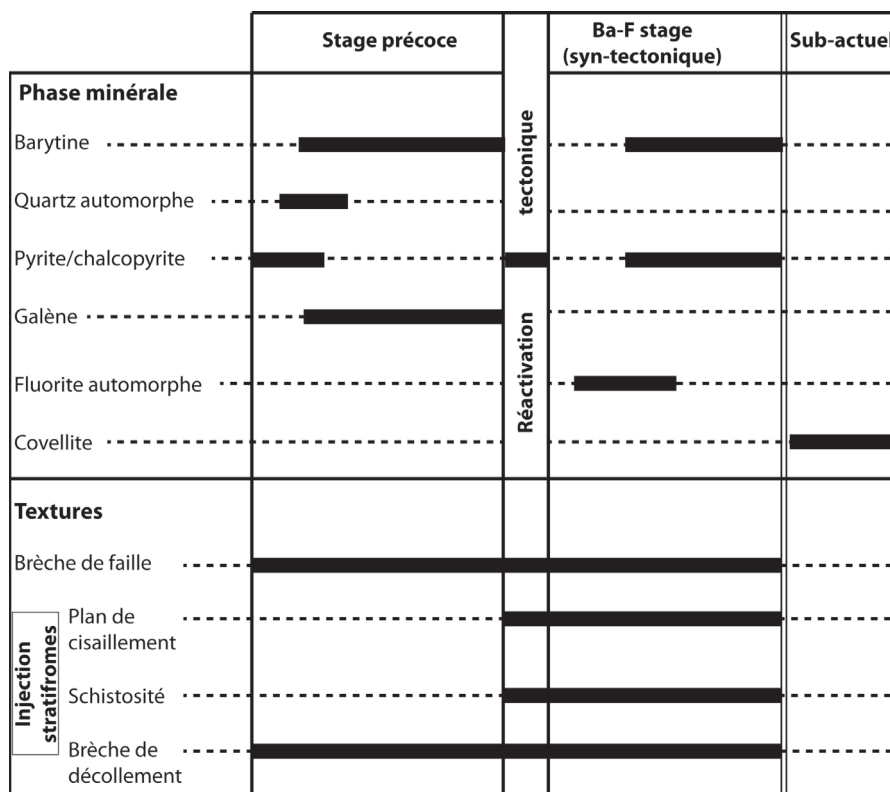 Stage précoce
Ba-F stage
(syn-tectonique)
Sub-actuel
Réactivation tectonique
Phase minérale
Barytine
Quartz automorphe
Pyrite/chalcopyrite
Galène
Fluorite automorphe
Covellite
Textures
Brèche de faille
Injection
stratifromes
Plan de
cisaillement
Schistosité
Brèche de
décollement